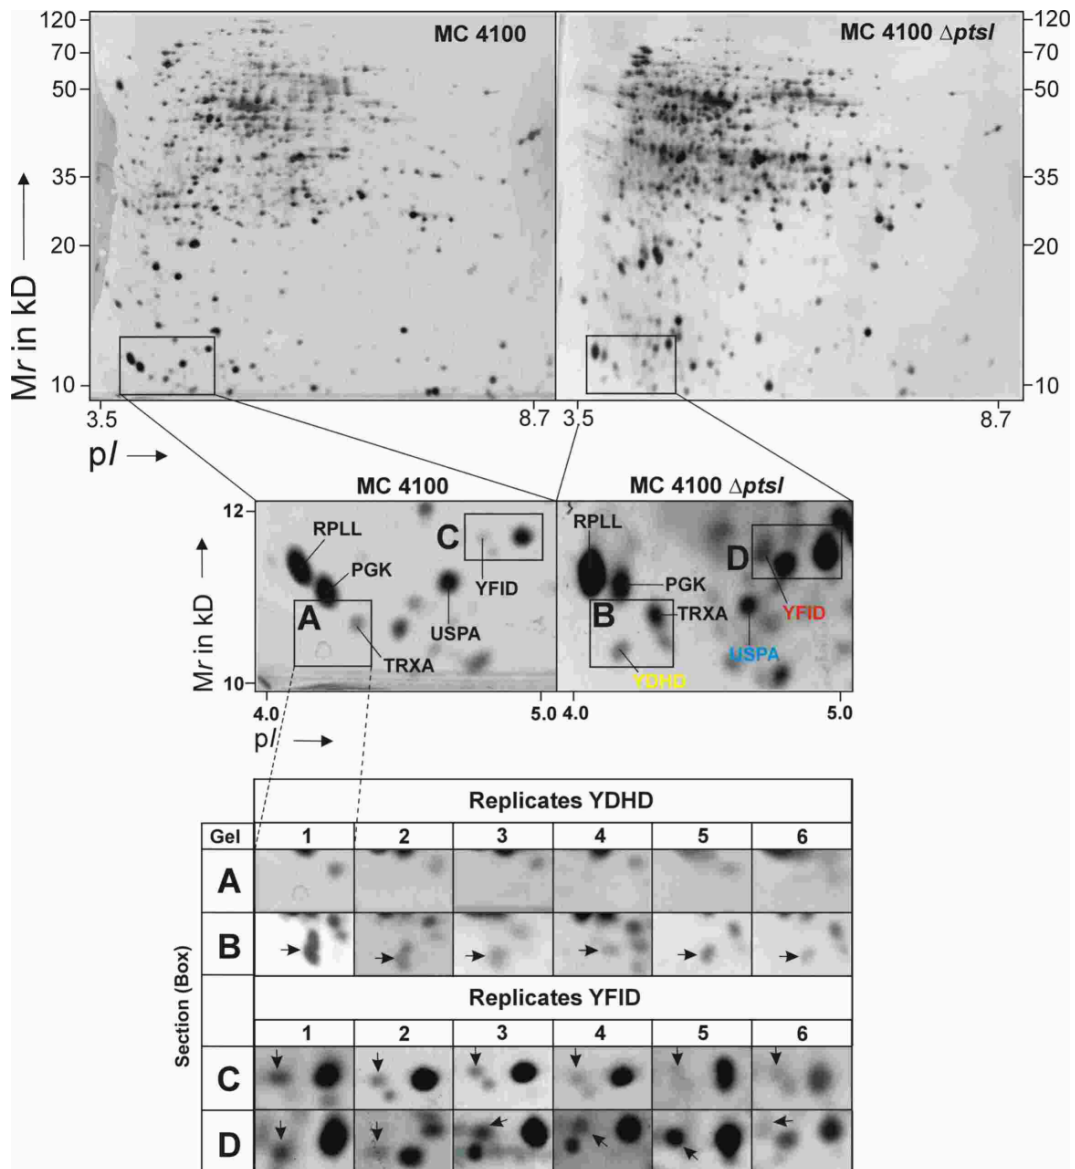 MC 4100
MC 4100 Δptsl
120
70
50
35
20
10
120
70
50
35
20
10
Mr in kD
3.5
8.7
3.5
8.7
pI
MC 4100
MC 4100 Δptsl
12
10
Mr in kD
RPLL
PGK
C
YFID
A
USPA
TRXA
RPLL
PGK
D
B
TRXA
YFID
USPA
YDHD
4.0
5.0
4.0
5.0
pI
Replicates YDHD
Gel 1 2 3 4 5 6
A
B
Section (Box)
Replicates YFID
1 2 3 4 5 6
C
D